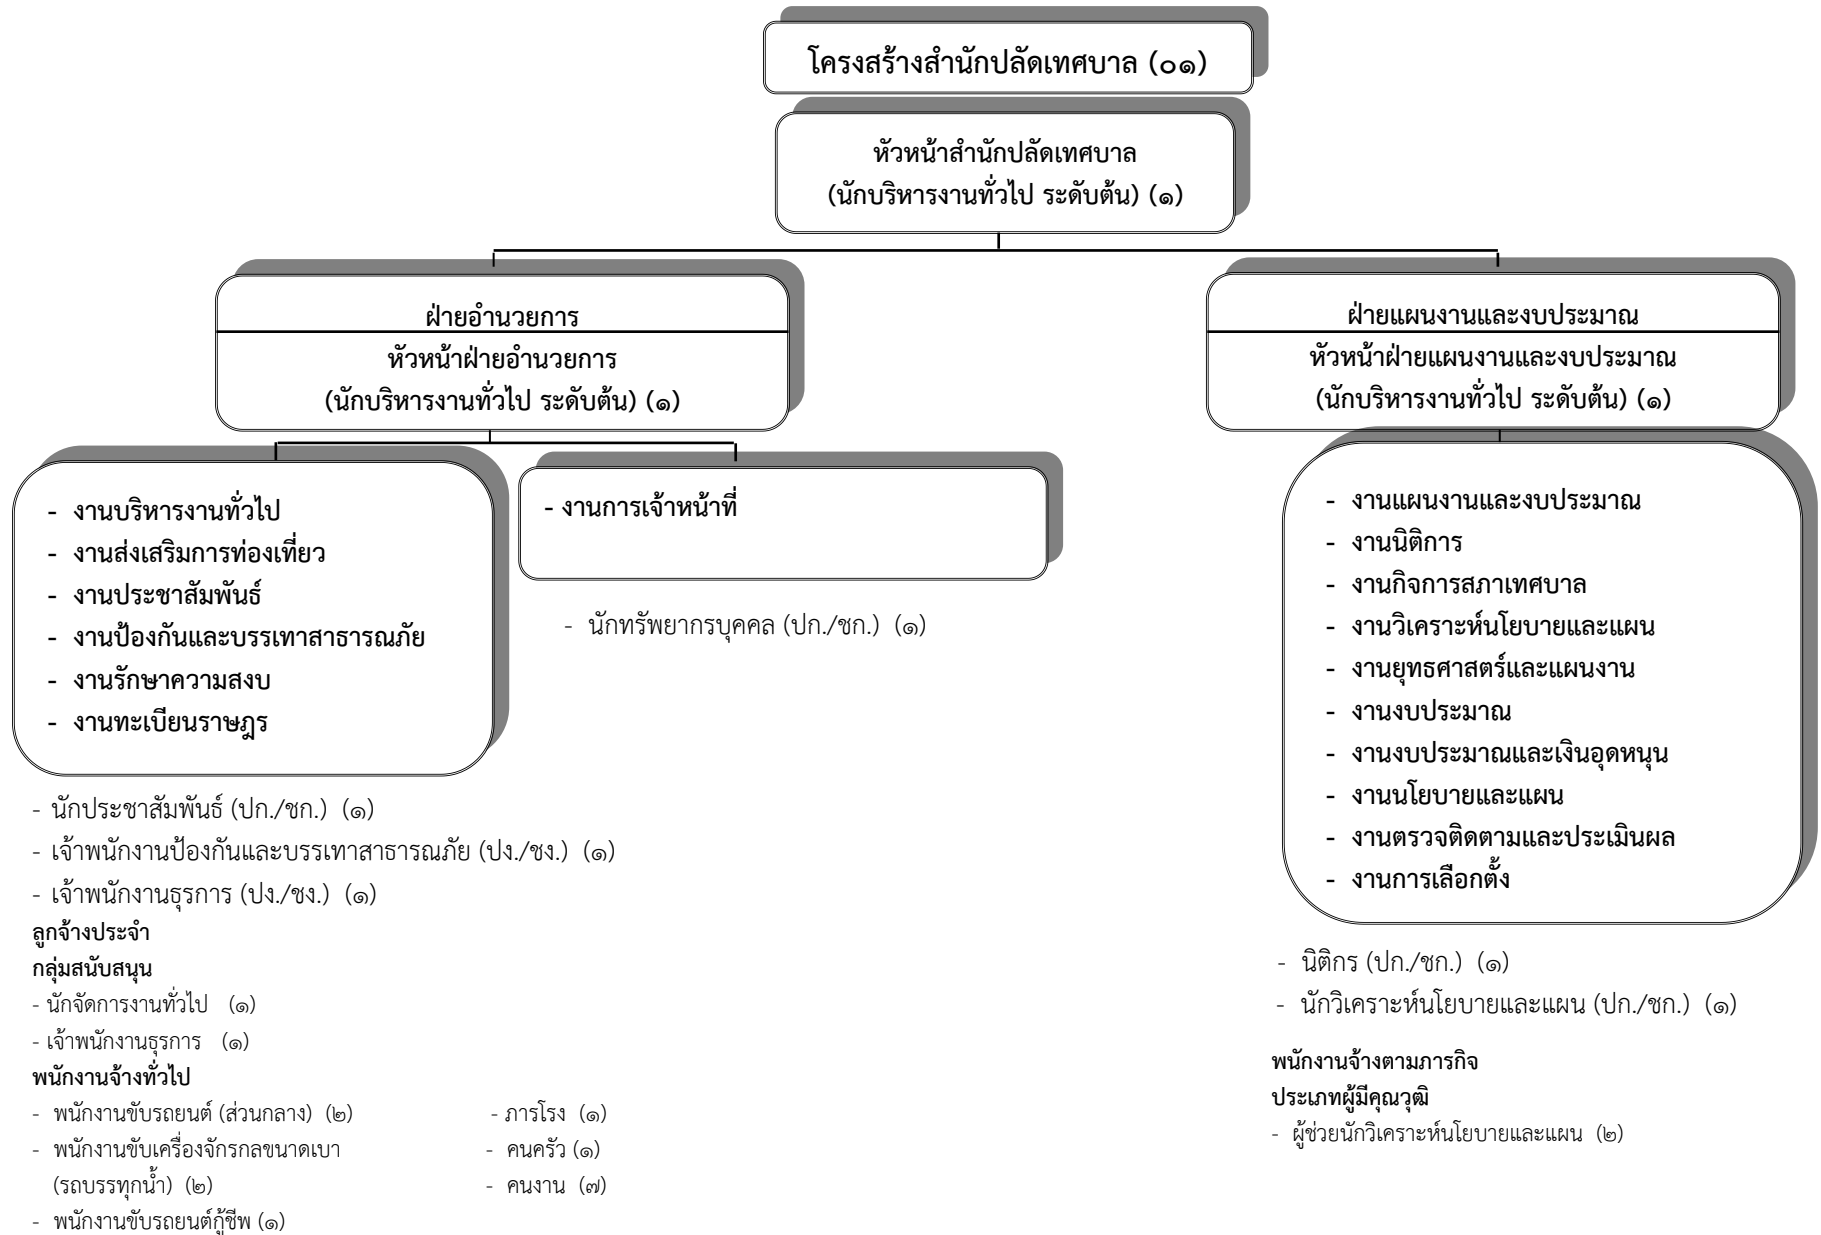 โครงสร้างสำนักปลัดเทศบาล (๐๑)
หัวหน้าสำนักปลัดเทศบาล
(นักบริหารงานทั่วไป ระดับต้น) (๑)
ฝ่ายอำนวยการ
หัวหน้าฝ่ายอำนวยการ
(นักบริหารงานทั่วไป ระดับต้น) (๑)
ฝ่ายแผนงานและงบประมาณ
หัวหน้าฝ่ายแผนงานและงบประมาณ
(นักบริหารงานทั่วไป ระดับต้น) (๑)
- งานบริหารงานทั่วไป
- งานส่งเสริมการท่องเที่ยว
- งานประชาสัมพันธ์
- งานป้องกันและบรรเทาสาธารณภัย
- งานรักษาความสงบ
- งานทะเบียนราษฎร
- งานการเจ้าหน้าที่
- นักทรัพยากรบุคคล (ปก./ชก.) (๑)
- งานแผนงานและงบประมาณ
- งานนิติการ
- งานกิจการสภาเทศบาล
- งานวิเคราะห์นโยบายและแผน
- งานยุทธศาสตร์และแผนงาน
- งานงบประมาณ
- งานงบประมาณและเงินอุดหนุน
- งานนโยบายและแผน
- งานตรวจติดตามและประเมินผล
- งานการเลือกตั้ง
- นักประชาสัมพันธ์ (ปก./ชก.) (๑)
- เจ้าพนักงานป้องกันและบรรเทาสาธารณภัย (ปง./ชง.) (๑)
- เจ้าพนักงานธุรการ (ปง./ชง.) (๑)
ลูกจ้างประจำ
กลุ่มสนับสนุน
- นักจัดการงานทั่วไป (๑)
- เจ้าพนักงานธุรการ (๑)
พนักงานจ้างทั่วไป
- พนักงานขับรถยนต์ (ส่วนกลาง) (๒)
- พนักงานขับเครื่องจักรกลขนาดเบา
(รถบรรทุกน้ำ) (๒)
- พนักงานขับรถยนต์กู้ชีพ (๑)
- ภารโรง (๑)
- คนครัว (๑)
- คนงาน (๗)
- นิติกร (ปก./ชก.) (๑)
- นักวิเคราะห์นโยบายและแผน (ปก./ชก.) (๑)
พนักงานจ้างตามภารกิจ
ประเภทผู้มีคุณวุฒิ
- ผู้ช่วยนักวิเคราะห์นโยบายและแผน (๒)